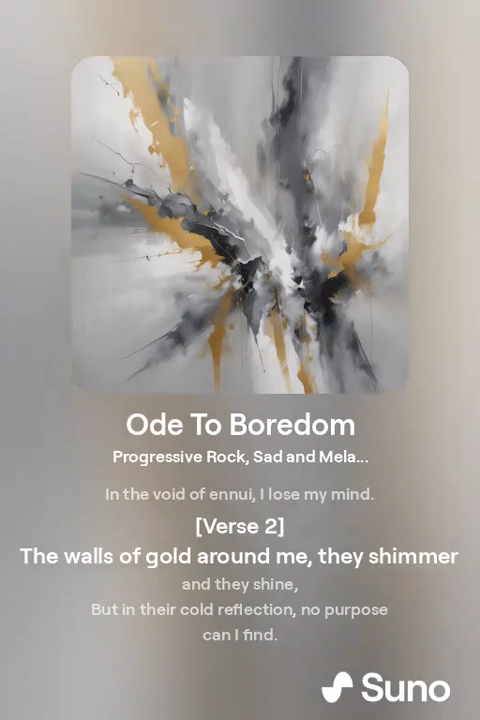 Ode To Boredom
Progressive Rock, Sad and Mela...
In the void of ennui, I lose my mind.
[Verse 2]
The walls of gold around me, they shimmer
and they shine,
But in their cold reflection, no purpose
can I find.
Suno